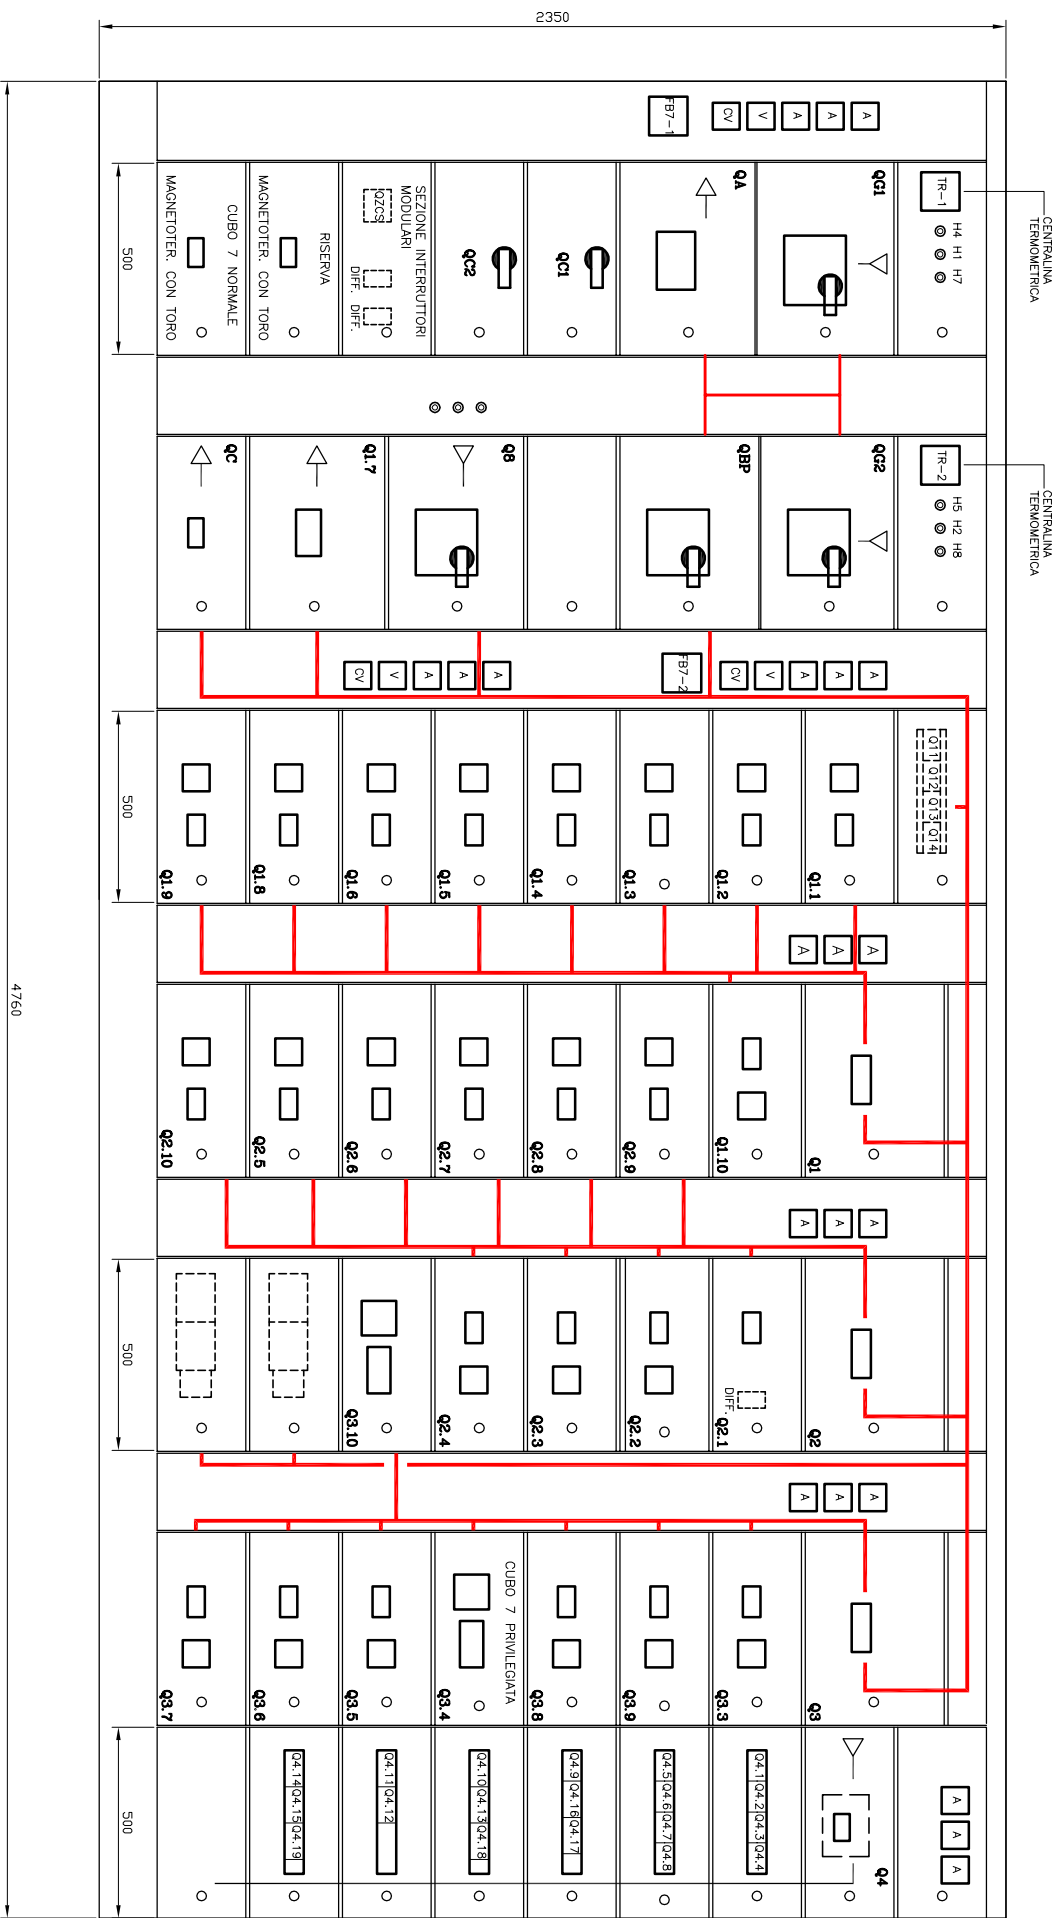 2350
4760
CENTRALINA
TERMOMETRICA
CENTRALINA
TERMOMETRICA
FB7-1
CV
V
A
A
A
TR-1
H4
H1
H7
QG1
QA
QC1
QC2
SEZIONE INTERRUTTORI
MODULARI
QZCS
DIFF.
DIFF.
RISERVA
MAGNETOTER. CON TORO
CUBO 7 NORMALE
MAGNETOTER. CON TORO
500
TR-2
H5
H2
H8
QG2
QBP
Q8
Q1.7
QC
CV
V
A
A
A
FB7-2
CV
V
A
A
A
Q11
Q12
Q13
Q14
Q1.1
Q1.2
Q1.3
Q1.4
Q1.5
Q1.6
Q1.8
Q1.9
500
A
A
A
Q1
Q1.10
Q2.9
Q2.8
Q2.7
Q2.6
Q2.5
Q2.10
A
A
A
Q2
DIFF.
Q2.1
Q2.2
Q2.3
Q2.4
Q3.10
500
A
A
A
Q3
Q3.3
Q3.9
Q3.8
CUBO 7 PRIVILEGIATA
Q3.4
Q3.5
Q3.6
Q3.7
A
A
A
Q4
Q4.1 Q4.2 Q4.3 Q4.4
Q4.5 Q4.6 Q4.7 Q4.8
Q4.9 Q4.16 Q4.17
Q4.10 Q4.13 Q4.18
Q4.11 Q4.12
Q4.14 Q4.15 Q4.19
500